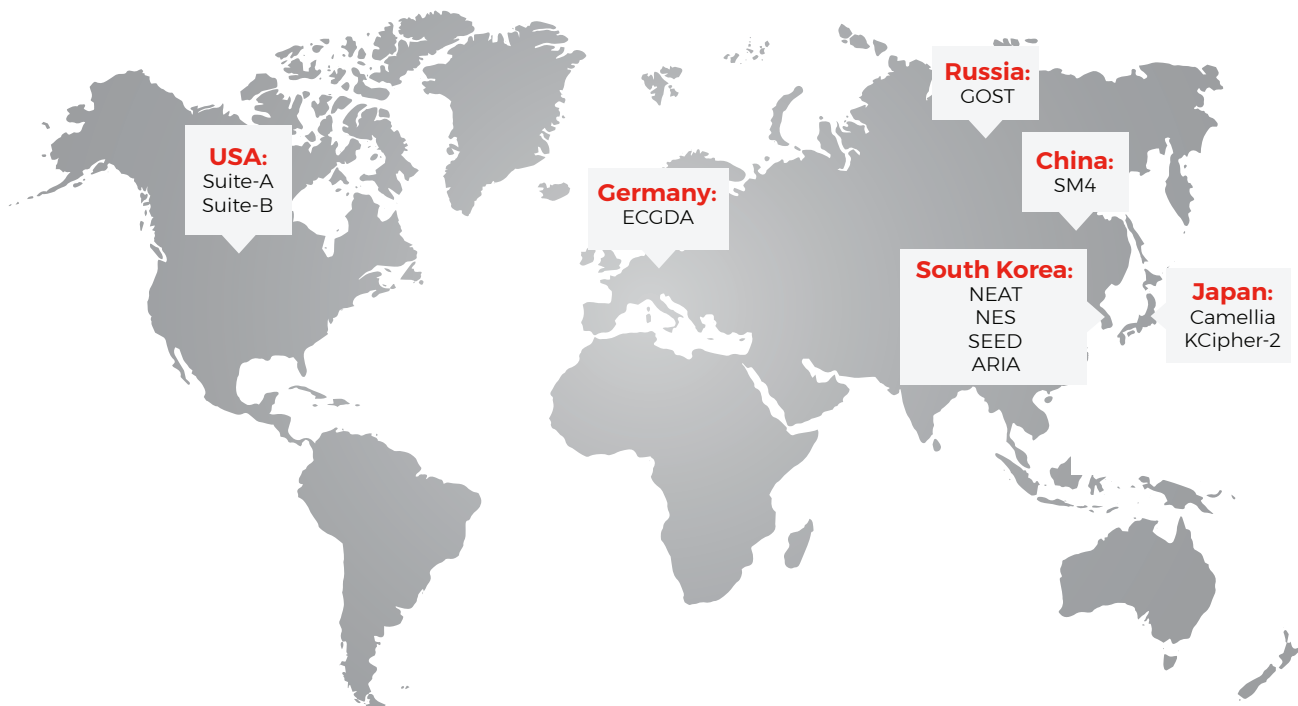 USA:
Suite-A
Suite-B
Germany:
ECGDA
Russia:
GOST
China:
SM4
South Korea:
NEAT
NES
SEED
ARIA
Japan:
Camellia
KCipher-2